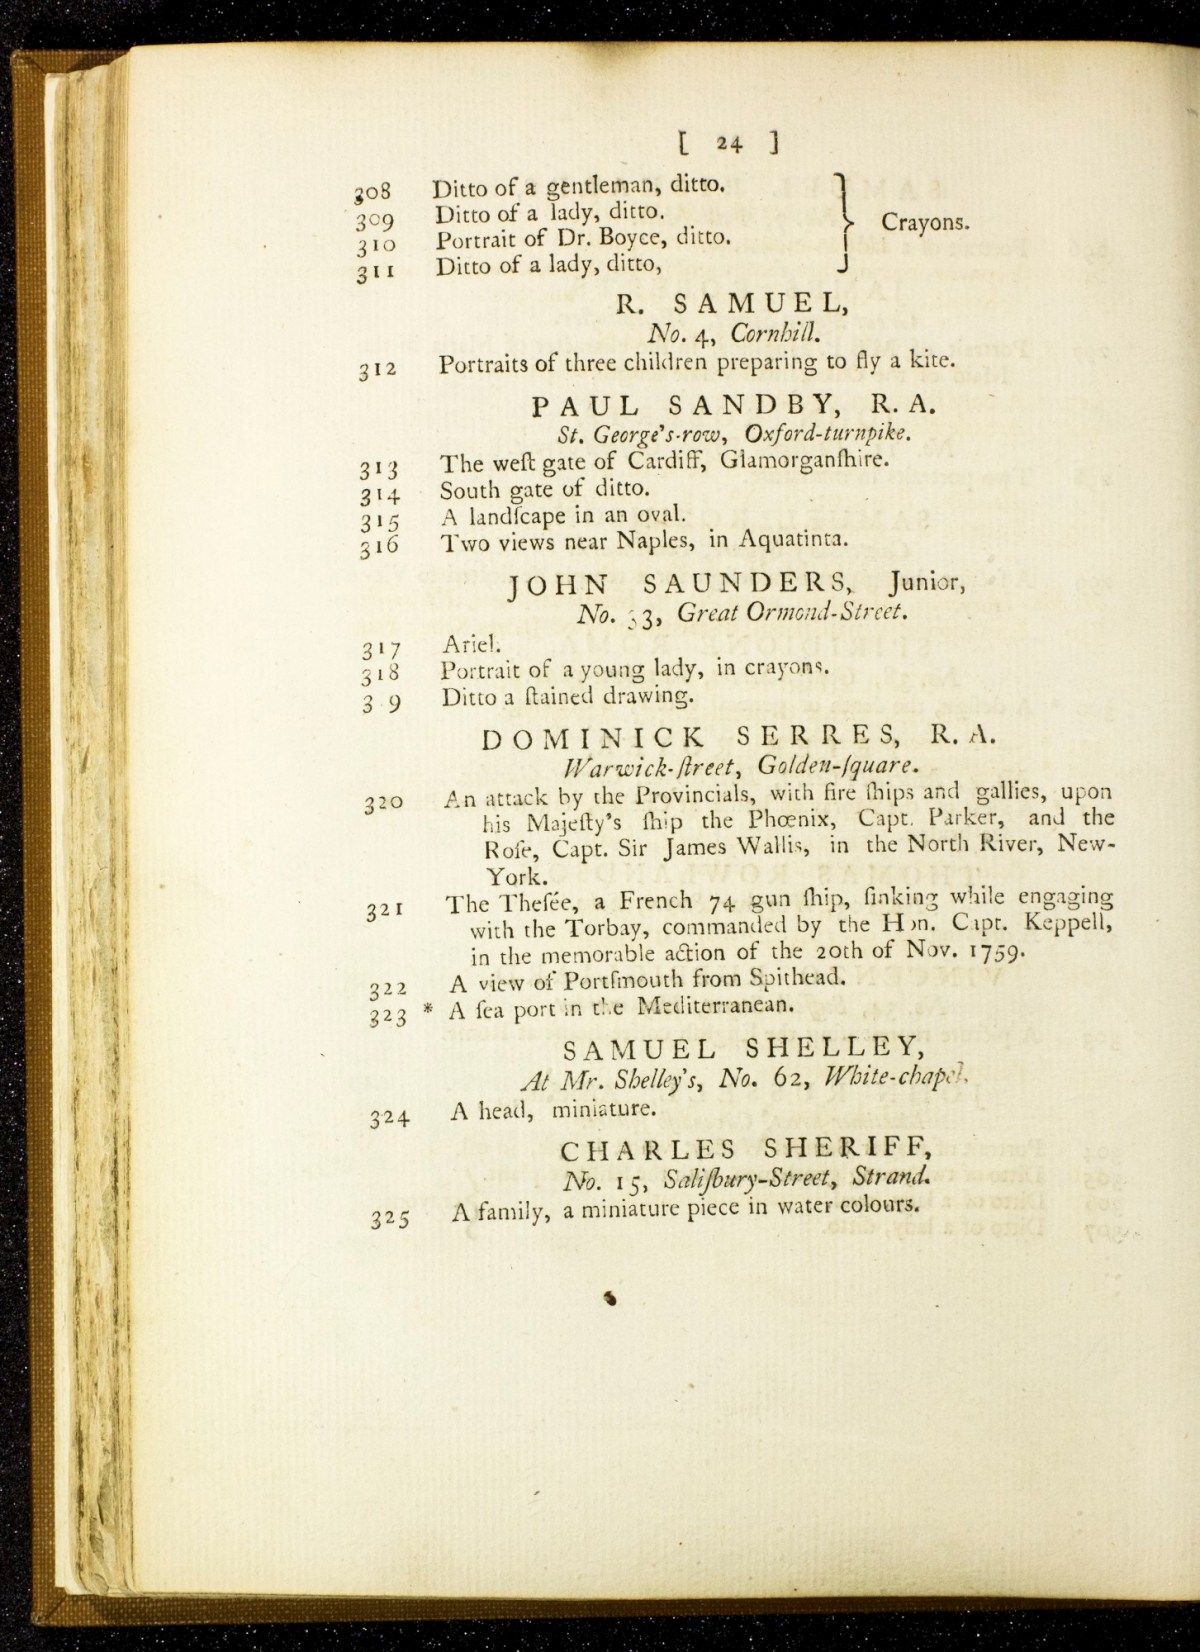 [ 24 ]
308 Ditto of a gentleman, ditto.
309 Ditto of a lady, ditto.
310 Portrait of Dr. Boyce, ditto.
311 Ditto of a lady, ditto,
Crayons.
R. SAMUEL,
No. 4, Cornhill.
312 Portraits of three children preparing to fly a kite.
PAUL SANDBY, R. A.
St. George's-row, Oxford-turnpike.
313 The weſt gate of Cardiff, Glamorganſhire.
314 South gate of ditto.
315 A landſcape in an oval.
316 Two views near Naples, in Aquatinta.
JOHN SAUNDERS, Junior,
No. 33, Great Ormond-Street.
317 Ariel.
318 Portrait of a young lady, in crayons.
3 9 Ditto a ſtained drawing.
DOMINICK SERRES, R. A.
Warwick-ſtreet, Golden-ſquare.
320 An attack by the Provincials, with fire ſhips and gallies, upon
his Majeſty's ſhip the Phœnix, Capt. Parker, and the
Roſe, Capt. Sir James Wallis, in the North River, New-
York.
321 The Theſée, a French 74 gun ſhip, ſinking while engaging
with the Torbay, commanded by the Hon. Capt. Keppell,
in the memorable action of the 20th of Nov. 1759.
322 A view of Portſmouth from Spithead.
323 * A ſea port in the Mediterranean.
SAMUEL SHELLEY,
At Mr. Shelley's, No. 62, White-chapel.
324 A head, miniature.
CHARLES SHERIFF,
No. 15, Saliſbury-Street, Strand.
325 A family, a miniature piece in water colours.